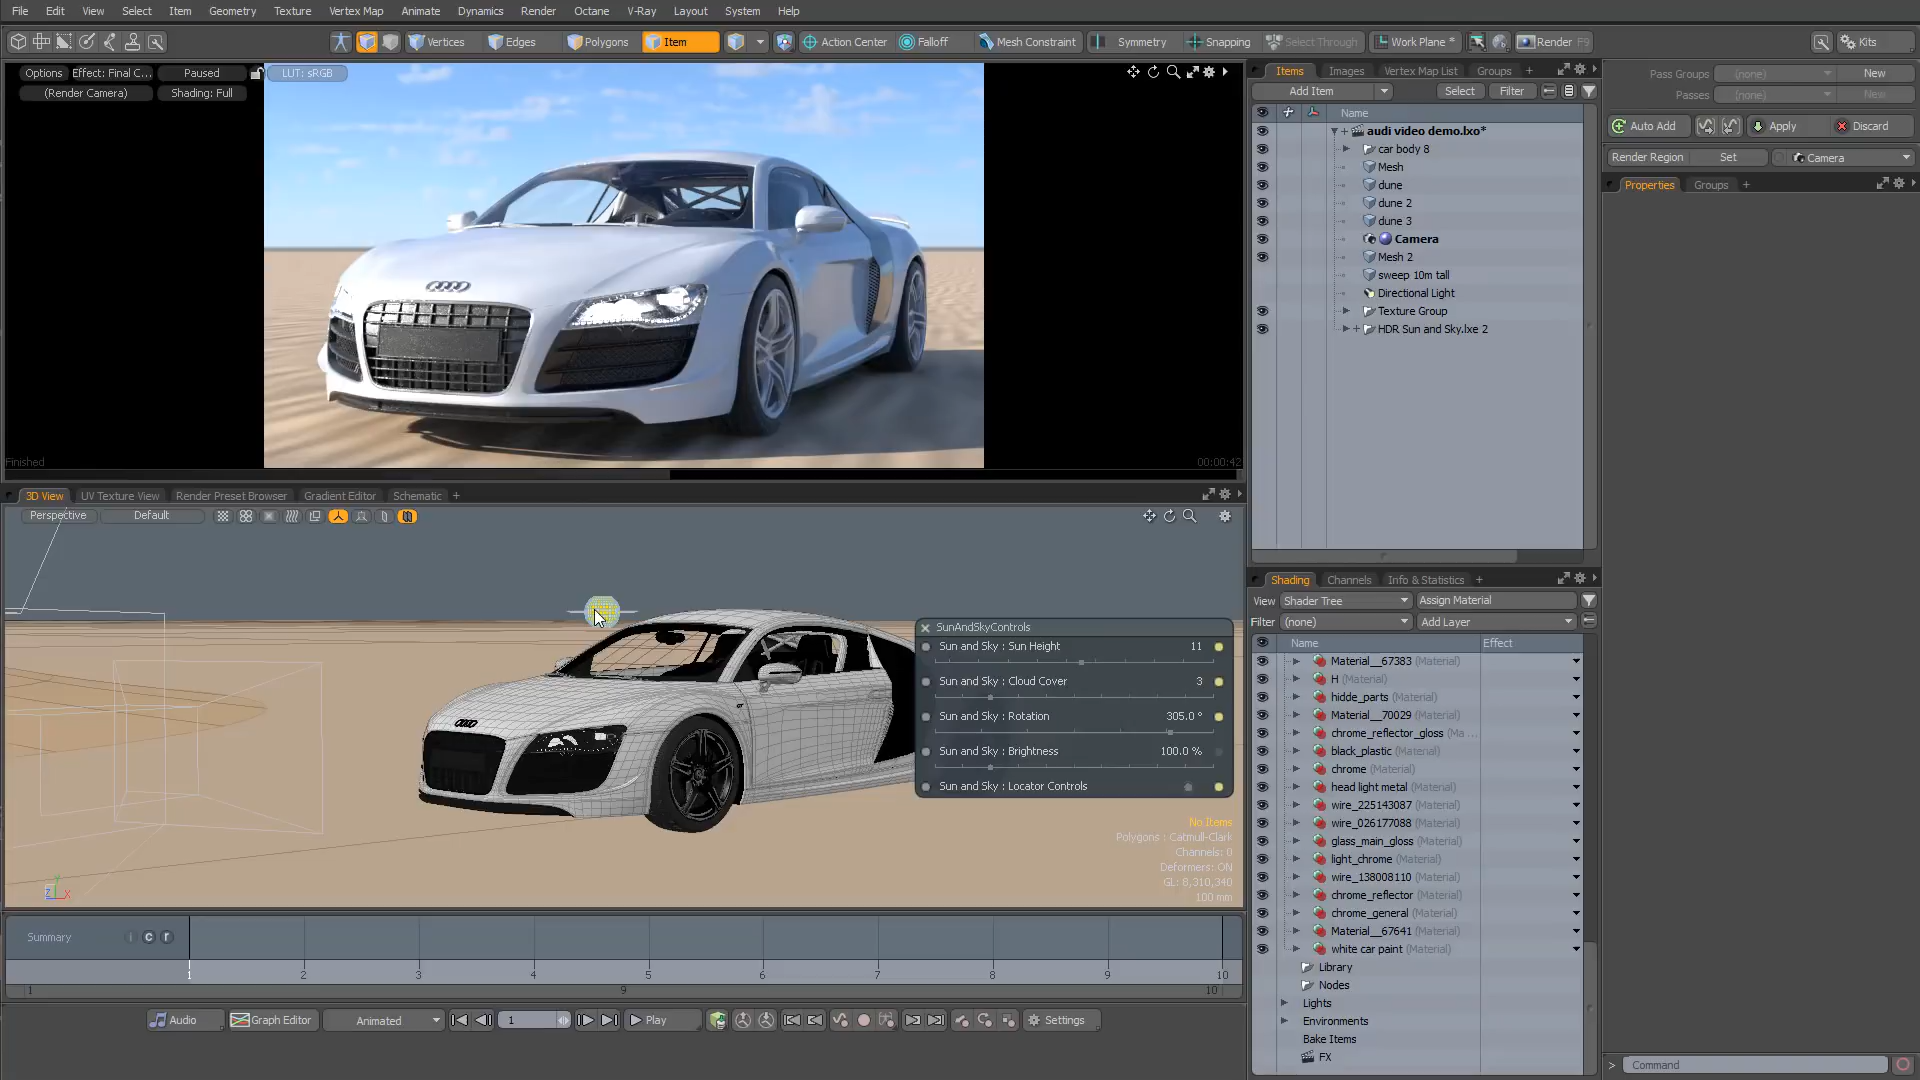 File Edit View Select Item Geometry Texture Vertex Map Animate Dynamics Render Octane V-Ray Layout System Help
Vertices Edges Polygons Item Action Center Falloff Mesh Constraint Symmetry Snapping Select Through Work Plane * Render F9 Kits
Options Effect: Final C... Paused LUT: sRGB
(Render Camera) Shading: Full
Finished 00:00:42
3D View UV Texture View Render Preset Browser Gradient Editor Schematic +
Perspective Default
SunAndSkyControls
Sun and Sky : Sun Height 11
Sun and Sky : Cloud Cover 3
Sun and Sky : Rotation 305.0 °
Sun and Sky : Brightness 100.0 %
Sun and Sky : Locator Controls
No Items
Polygons : Catmull-Clark
Channels: 0
Deformers: ON
GL: 8,310,340
100 mm
Summary i c r
1 2 3 4 5 6 7 8 9 10
1 9 10
Audio Graph Editor Animated 1 Play Settings
Items Images Vertex Map List Groups +
Add Item Select Filter
Name
audi video demo.lxo*
car body 8
Mesh
dune
dune 2
dune 3
Camera
Mesh 2
sweep 10m tall
Directional Light
Texture Group
HDR Sun and Sky.lxe 2
Shading Channels Info & Statistics +
View Shader Tree Assign Material
Filter (none) Add Layer
Name Effect
Material__67383 (Material)
H (Material)
hidde_parts (Material)
Material__70029 (Material)
chrome_reflector_gloss (Ma ...
black_plastic (Material)
chrome (Material)
head light metal (Material)
wire_225143087 (Material)
wire_026177088 (Material)
glass_main_gloss (Material)
light_chrome (Material)
wire_138008110 (Material)
chrome_reflector (Material)
chrome_general (Material)
Material__67641 (Material)
white car paint (Material)
Library
Nodes
Lights
Environments
Bake Items
FX
Pass Groups (none) New
Passes (none) New
Auto Add Apply Discard
Render Region Set Camera
Properties Groups +
> Command